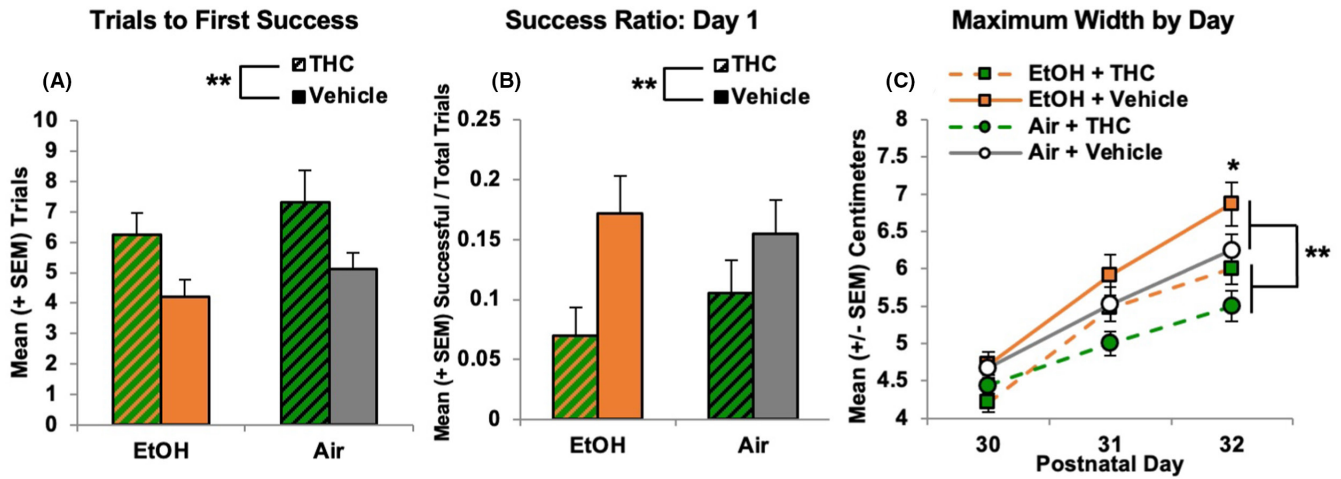 Trials to First Success
(A)
**
THC
Vehicle
Mean (+ SEM) Trials
10
9
8
7
6
5
4
3
2
1
0
EtOH
Air
Success Ratio: Day 1
(B)
**
THC
Vehicle
Mean (+ SEM) Successful / Total Trials
0.25
0.2
0.15
0.1
0.05
0
EtOH
Air
Maximum Width by Day
(C)
EtOH + THC
EtOH + Vehicle
Air + THC
Air + Vehicle
Mean (+/- SEM) Centimeters
8
7.5
7
6.5
6
5.5
5
4.5
4
*
**
30
31
32
Postnatal Day